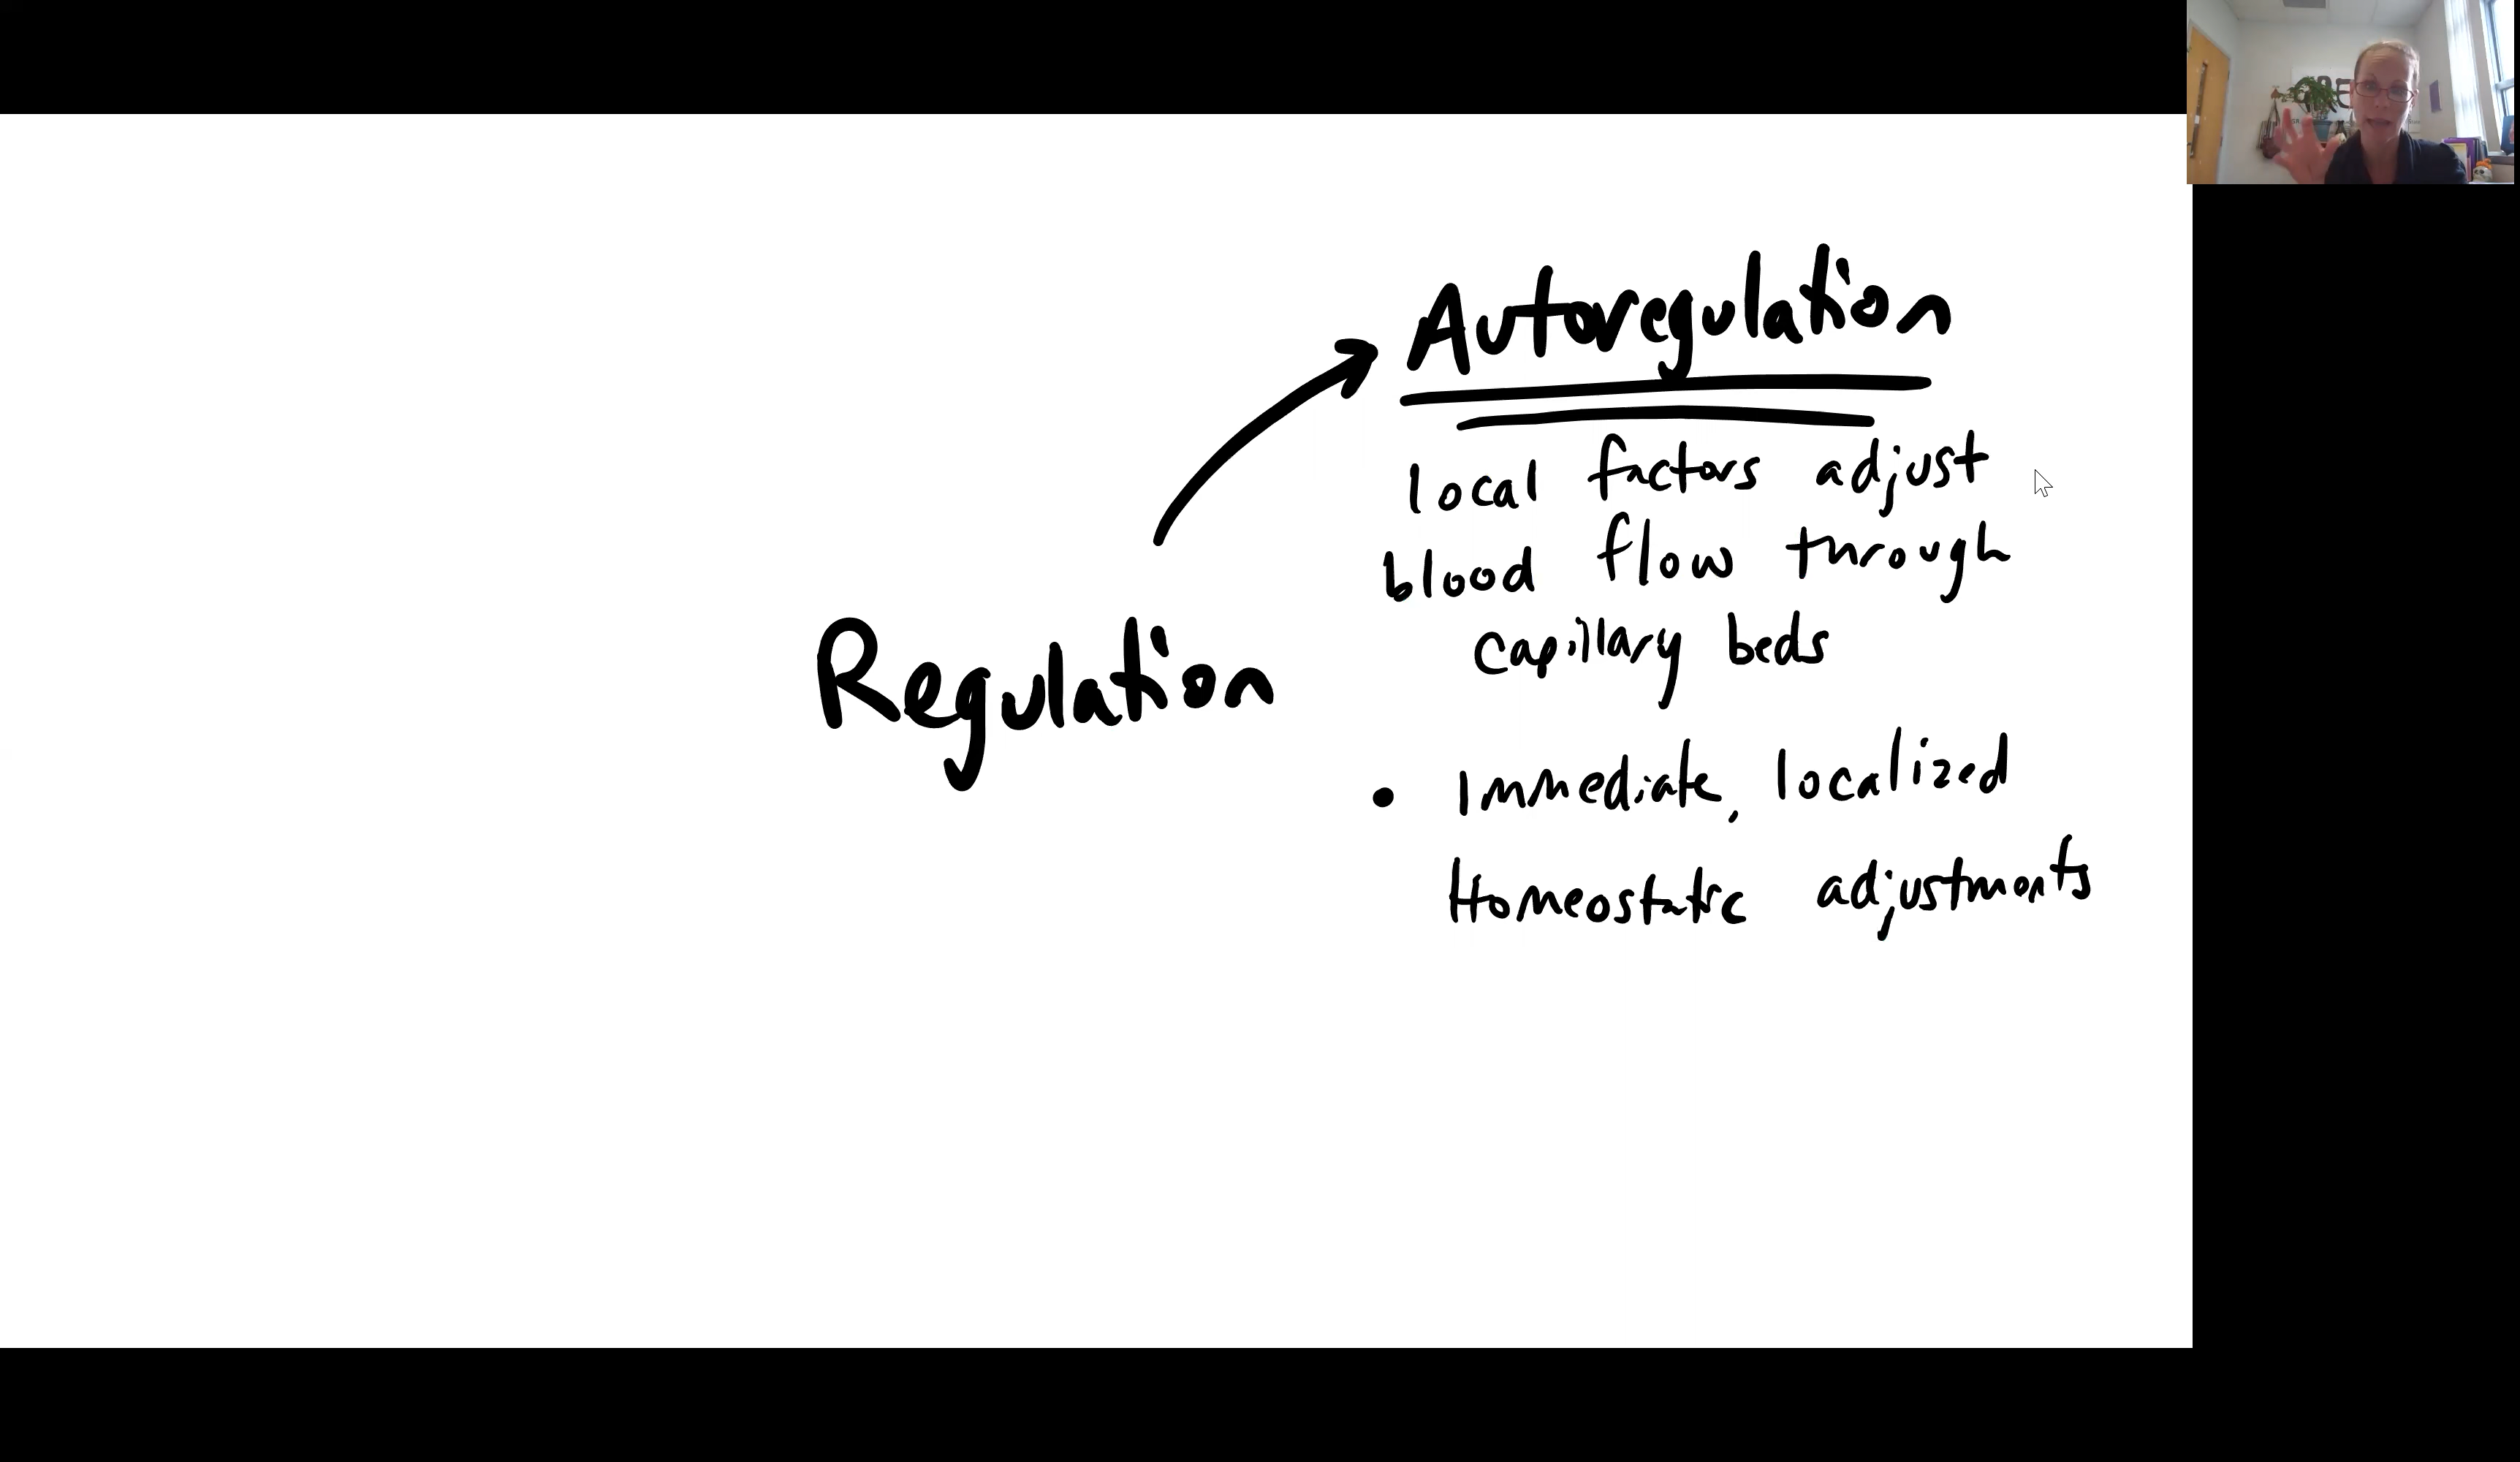 Autoregulation
local factors adjust
blood flow through
capillary beds
Regulation
• Immediate, localized
Homeostatic adjustments